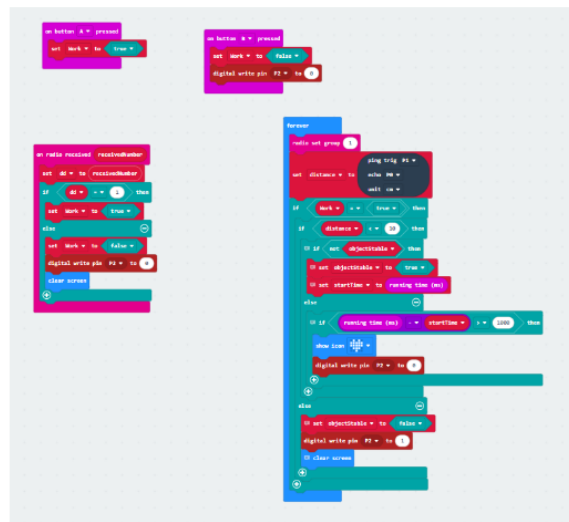 on button A ▾ pressed
set Work ▾ to true ▾
on button B ▾ pressed
set Work ▾ to false ▾
digital write pin P2 ▾ to 0
on radio received receivedNumber
set dd ▾ to receivedNumber
if dd ▾ = ▾ 1 then
set Work ▾ to true ▾
else
set Work ▾ to false ▾
digital write pin P2 ▾ to 0
clear screen
forever
radio set group 1
ping trig P1 ▾
set distance ▾ to echo P0 ▾
unit cm ▾
if Work ▾ = ▾ true ▾ then
if distance ▾ < ▾ 10 then
if not objectStable ▾ then
set objectStable ▾ to true ▾
set startTime ▾ to running time (ms)
else
if running time (ms) - ▾ startTime ▾ ▾ 1000 then
show icon
digital write pin P2 ▾ to 0
else
set objectStable ▾ to false ▾
digital write pin P2 ▾ to 1
clear screen